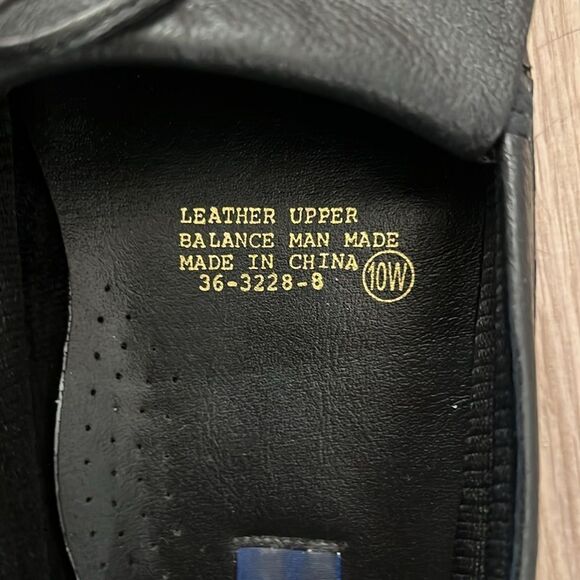 LEATHER UPPER
BALANCE MAN MADE
MADE IN CHINA
36-3228-8 10W